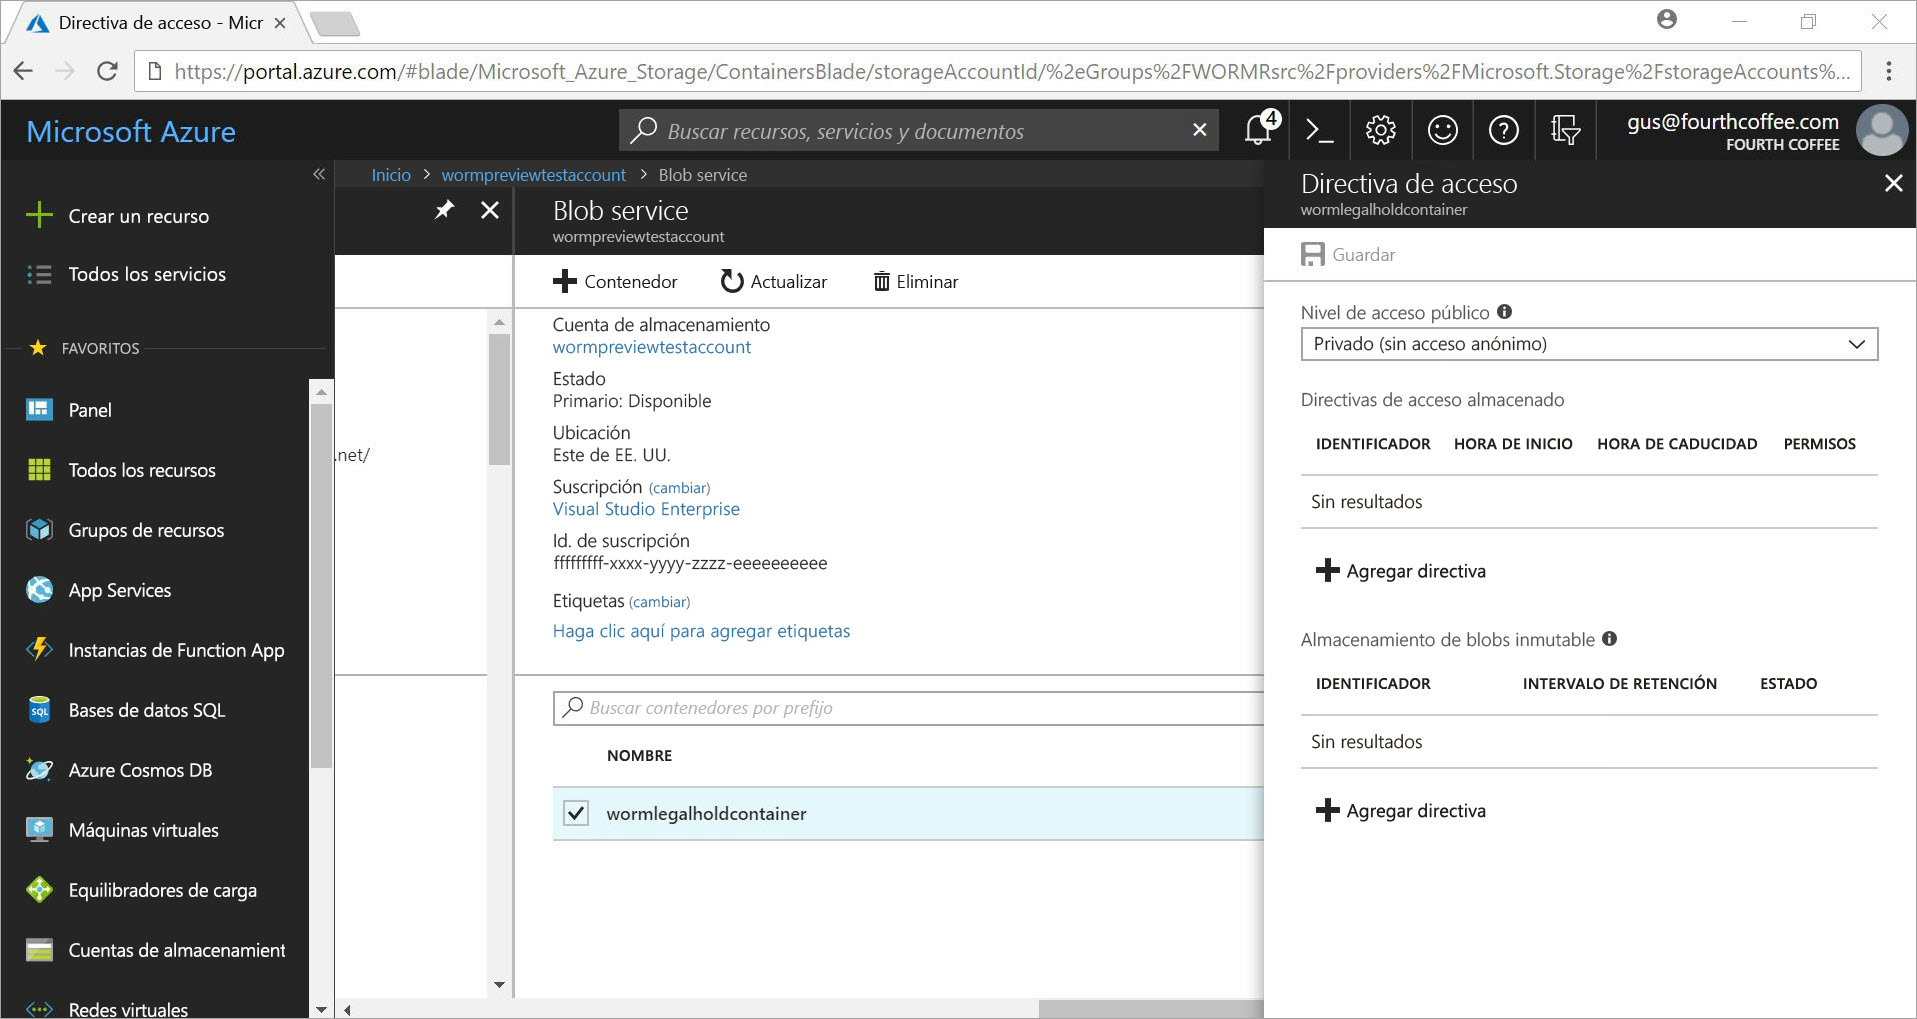 Directiva de acceso - Micr
https://portal.azure.com/#blade/Microsoft_Azure_Storage/ContainersBlade/storageAccountId/%2eGroups%2FWORMRsrc%2Fproviders%2FMicrosoft.Storage%2FstorageAccounts%...
Microsoft Azure
Buscar recursos, servicios y documentos
4
gus@fourthcoffee.com
FOURTH COFFEE
Crear un recurso
Todos los servicios
FAVORITOS
Panel
Todos los recursos
Grupos de recursos
App Services
Instancias de Function App
Bases de datos SQL
SQL
Azure Cosmos DB
Máquinas virtuales
Equilibradores de carga
Cuentas de almacenamient
Redes virtuales
Inicio > wormpreviewtestaccount > Blob service
.net/
Blob service
wormpreviewtestaccount
Contenedor Actualizar Eliminar
Cuenta de almacenamiento
wormpreviewtestaccount
Estado
Primario: Disponible
Ubicación
Este de EE. UU.
Suscripción (cambiar)
Visual Studio Enterprise
Id. de suscripción
fffffffff-xxxx-yyyy-zzzz-eeeeeeeeee
Etiquetas (cambiar)
Haga clic aquí para agregar etiquetas
Buscar contenedores por prefijo
NOMBRE
wormlegalholdcontainer
Directiva de acceso
wormlegalholdcontainer
Guardar
Nivel de acceso público
Privado (sin acceso anónimo)
Directivas de acceso almacenado
IDENTIFICADOR HORA DE INICIO HORA DE CADUCIDAD PERMISOS
Sin resultados
Agregar directiva
Almacenamiento de blobs inmutable
IDENTIFICADOR INTERVALO DE RETENCIÓN ESTADO
Sin resultados
Agregar directiva